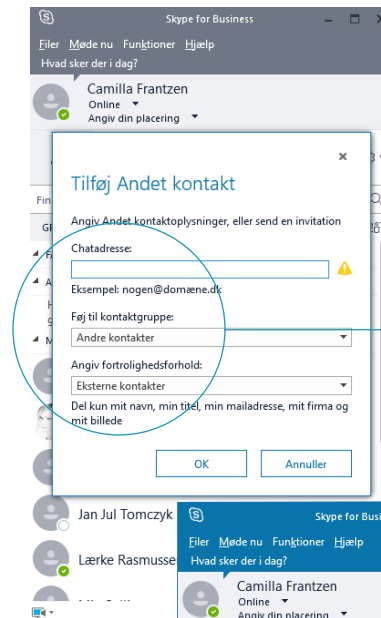 Skype for Business
Filer Møde nu Funktioner Hjælp
Hvad sker der i dag?
Camilla Frantzen
Online
Angiv din placering
Tilføj Andet kontakt
Fin
Angiv Andet kontaktoplysninger, eller send en invitation
Chatadresse:
Eksempel: nogen@domæne.dk
Føj til kontaktgruppe:
Andre kontakter
Angiv fortrolighedsforhold:
Eksterne kontakter
Del kun mit navn, min titel, min mailadresse, mit firma og
mit billede
OK Annuller
Jan Jul Tomczyk
Skype for Busi
Filer Møde nu Funktioner Hjælp
Lærke Rasmusse
Hvad sker der i dag?
Camilla Frantzen
Online
Angiv din placering